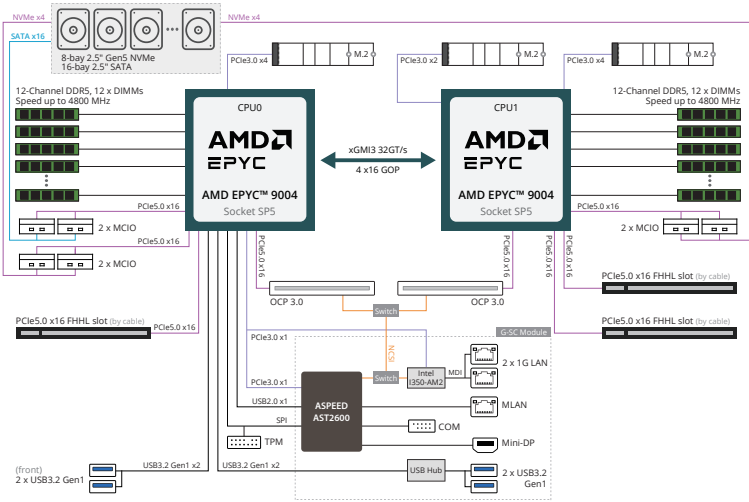 NVMe x4
NVMe x4
SATA x16
8-bay 2.5" Gen5 NVMe
16-bay 2.5" SATA
PCIe3.0 x4
M.2
PCIe3.0 x2
M.2
PCIe3.0 x4
M.2
12-Channel DDR5, 12 x DIMMs
Speed up to 4800 MHz
12-Channel DDR5, 12 x DIMMs
Speed up to 4800 MHz
CPU0
AMD
EPYC
AMD EPYC™ 9004
Socket SP5
xGMI3 32GT/s
4 x16 GOP
CPU1
AMD
EPYC
AMD EPYC™ 9004
Socket SP5
PCIe5.0 x16
2 x MCIO
PCIe5.0 x16
2 x MCIO
PCIe5.0 x16
2 x MCIO
PCIe5.0 x16
PCIe5.0 x16
PCIe5.0 x16
PCIe5.0 x16
OCP 3.0
OCP 3.0
PCIe5.0 x16 FHHL slot (by cable)
PCIe5.0 x16 FHHL slot (by cable)
PCIe5.0 x16
PCIe5.0 x16 FHHL slot (by cable)
Switch
NCSI
G-SC Module
PCIe3.0 x1
PCIe3.0 x1
Switch
Intel
I350-AM2
MDI
2 x 1G LAN
USB2.0 x1
ASPEED
AST2600
MLAN
SPI
TPM
COM
Mini-DP
(front)
2 x USB3.2 Gen1
USB3.2 Gen1 x2
USB3.2 Gen1 x2
USB Hub
2 x USB3.2
Gen1